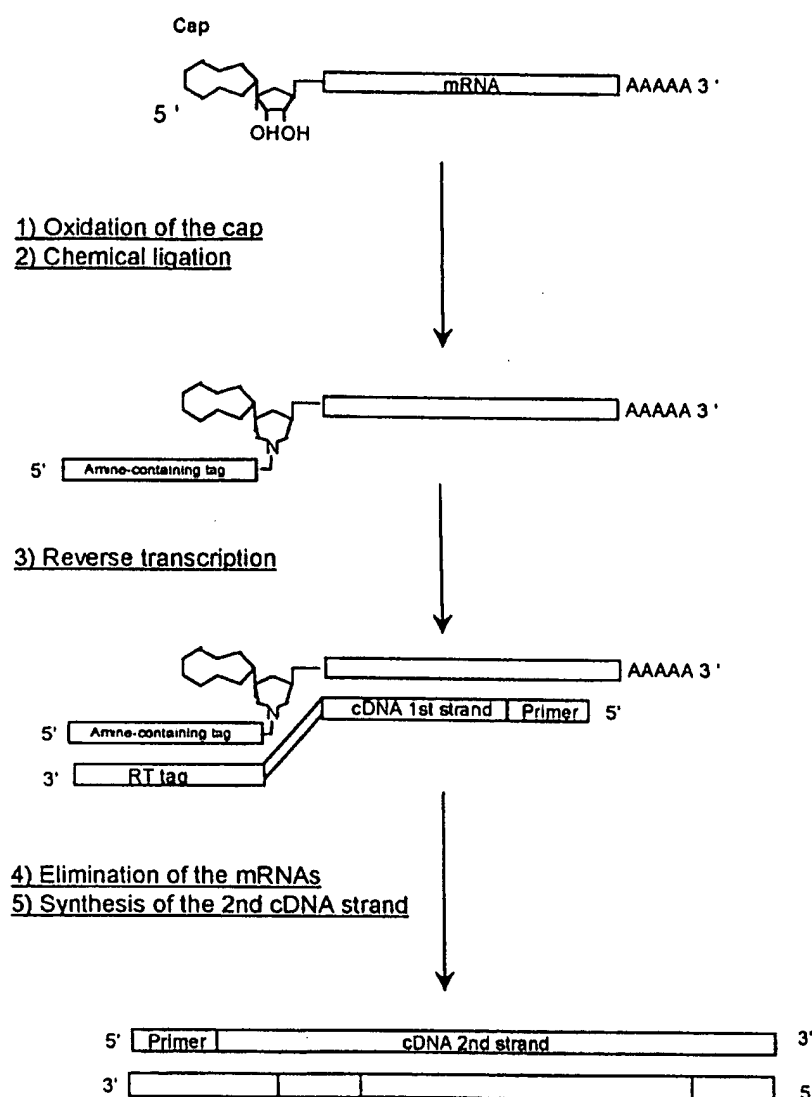 Cap
mRNA
AAAAA 3 '
5 '
OHOH
1) Oxidation of the cap
2) Chemical ligation
AAAAA 3 '
N
5' Amine-containing tag
3) Reverse transcription
AAAAA 3 '
N
cDNA 1st strand Primer 5'
5' Amine-containing tag
3' RT tag
4) Elimination of the mRNAs
5) Synthesis of the 2nd cDNA strand
5' Primer cDNA 2nd strand 3'
3' 5